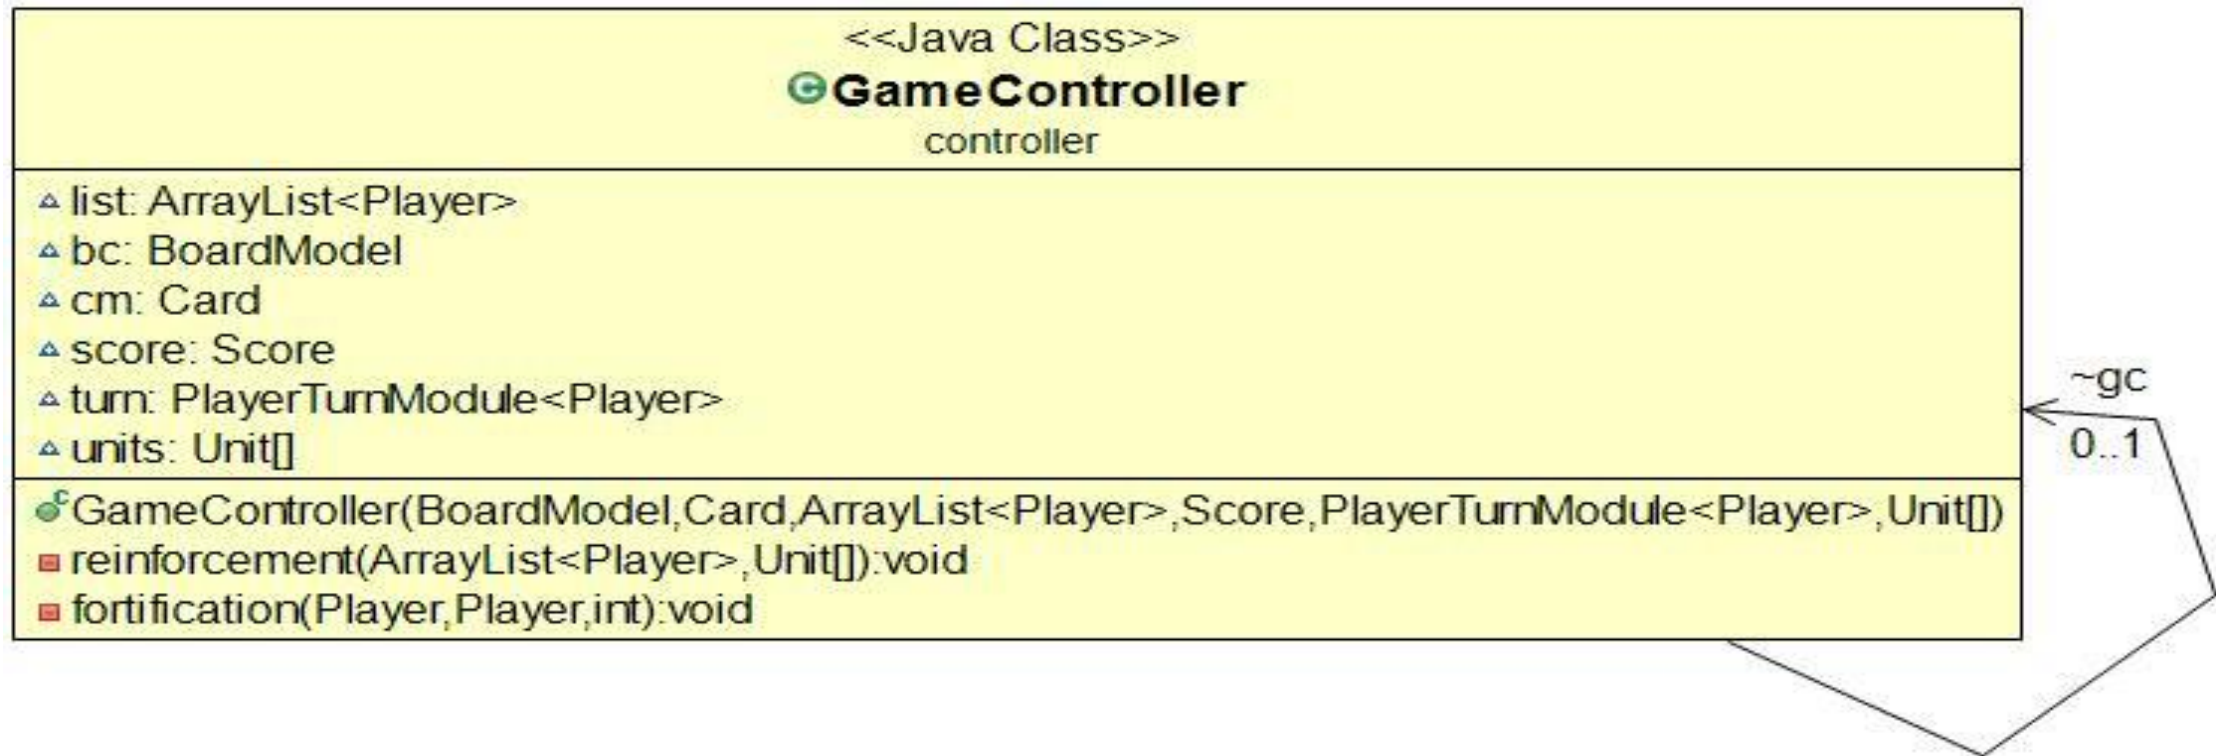 <<Java Class>>
GameController
controller
list: ArrayList<Player>
bc: BoardModel
cm: Card
score: Score
turn: PlayerTurnModule<Player>
units: Unit[]
GameController(BoardModel,Card,ArrayList<Player>,Score,PlayerTurnModule<Player>,Unit[])
reinforcement(ArrayList<Player>,Unit[]):void
fortification(Player,Player,int):void
~gc
0..1